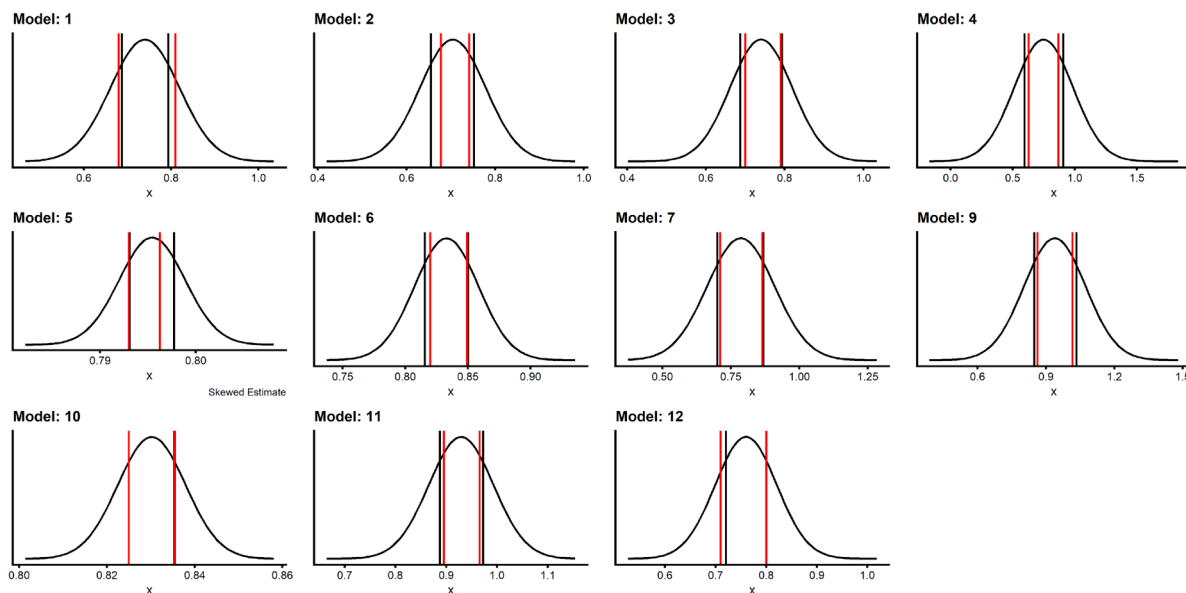 Model: 1
0.6 0.8 1.0
x
Model: 2
0.4 0.6 0.8 1.0
x
Model: 3
0.4 0.6 0.8 1.0
x
Model: 4
0.0 0.5 1.0 1.5
x
Model: 5
0.79 0.80
x
Skewed Estimate
Model: 6
0.75 0.80 0.85 0.90
x
Model: 7
0.50 0.75 1.00 1.25
x
Model: 9
0.6 0.9 1.2 1.5
x
Model: 10
0.80 0.82 0.84 0.86
x
Model: 11
0.7 0.8 0.9 1.0 1.1
x
Model: 12
0.6 0.7 0.8 0.9 1.0
x